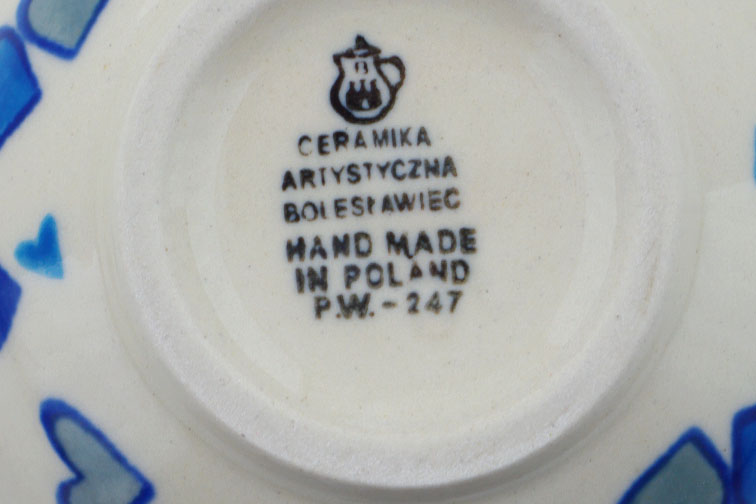 CERAMIKA
ARTYSTYCZNA
BOLESŁAWIEC
HAND MADE
IN POLAND
P.W. - 247